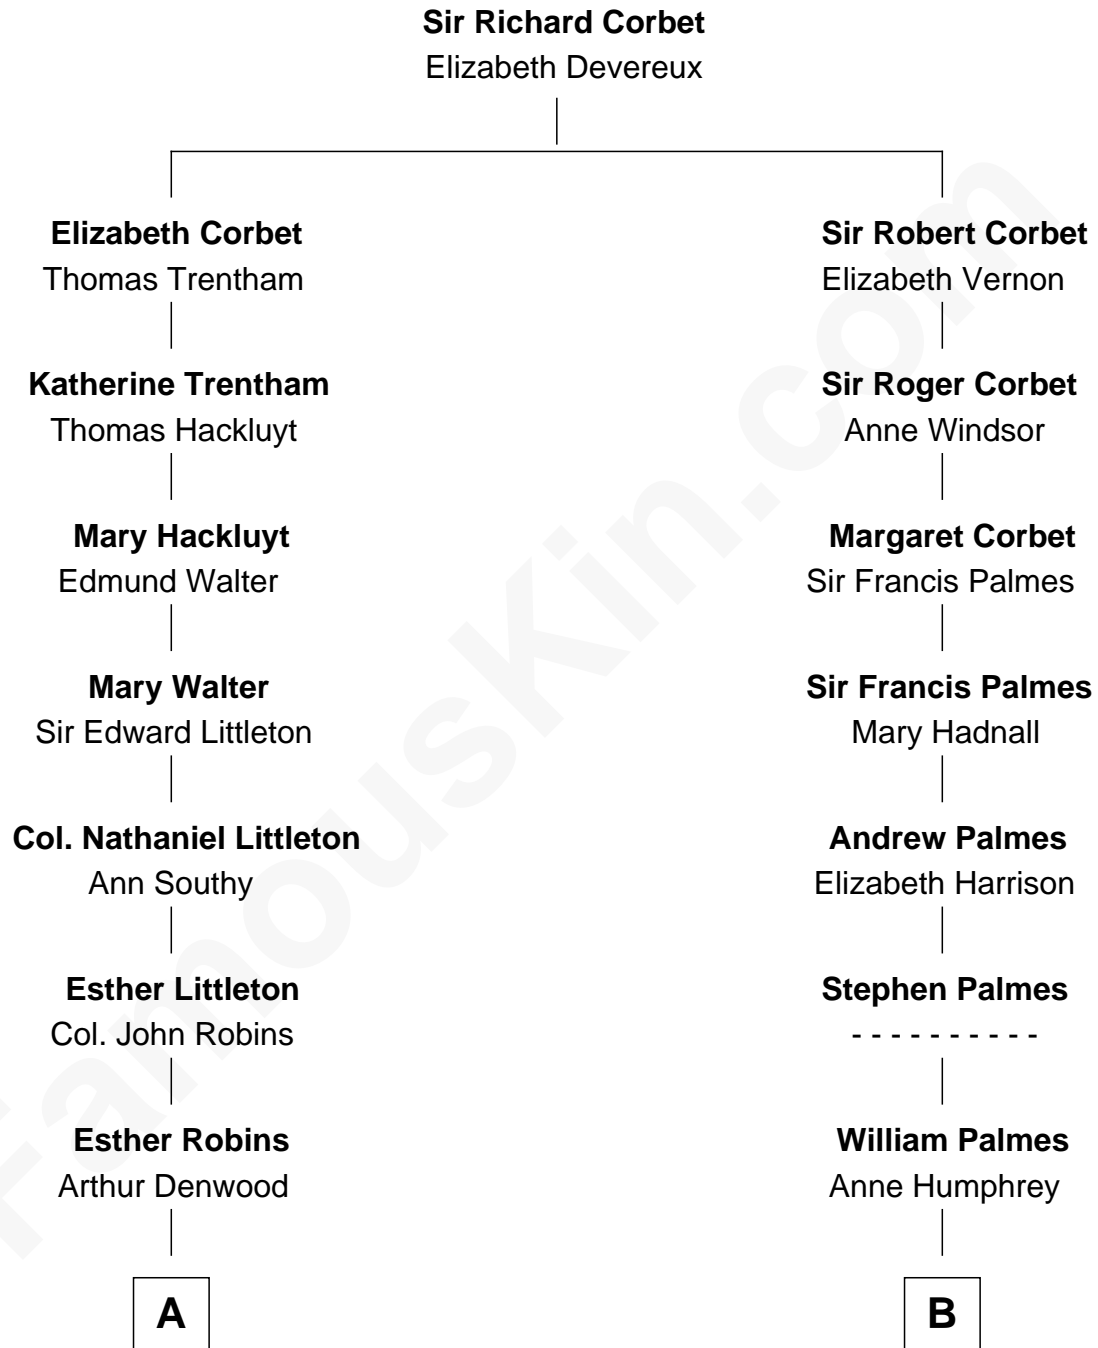 Sir Richard Corbet
Elizabeth Devereux
Elizabeth Corbet
Thomas Trentham
Sir Robert Corbet
Elizabeth Vernon
Katherine Trentham
Thomas Hackluyt
Sir Roger Corbet
Anne Windsor
Mary Hackluyt
Edmund Walter
Margaret Corbet
Sir Francis Palmes
Mary Walter
Sir Edward Littleton
Sir Francis Palmes
Mary Hadnall
Col. Nathaniel Littleton
Ann Southy
Andrew Palmes
Elizabeth Harrison
Esther Littleton
Col. John Robins
Stephen Palmes
- - - - - - - - - -
Esther Robins
Arthur Denwood
William Palmes
Anne Humphrey
A
B
FamousKin.com